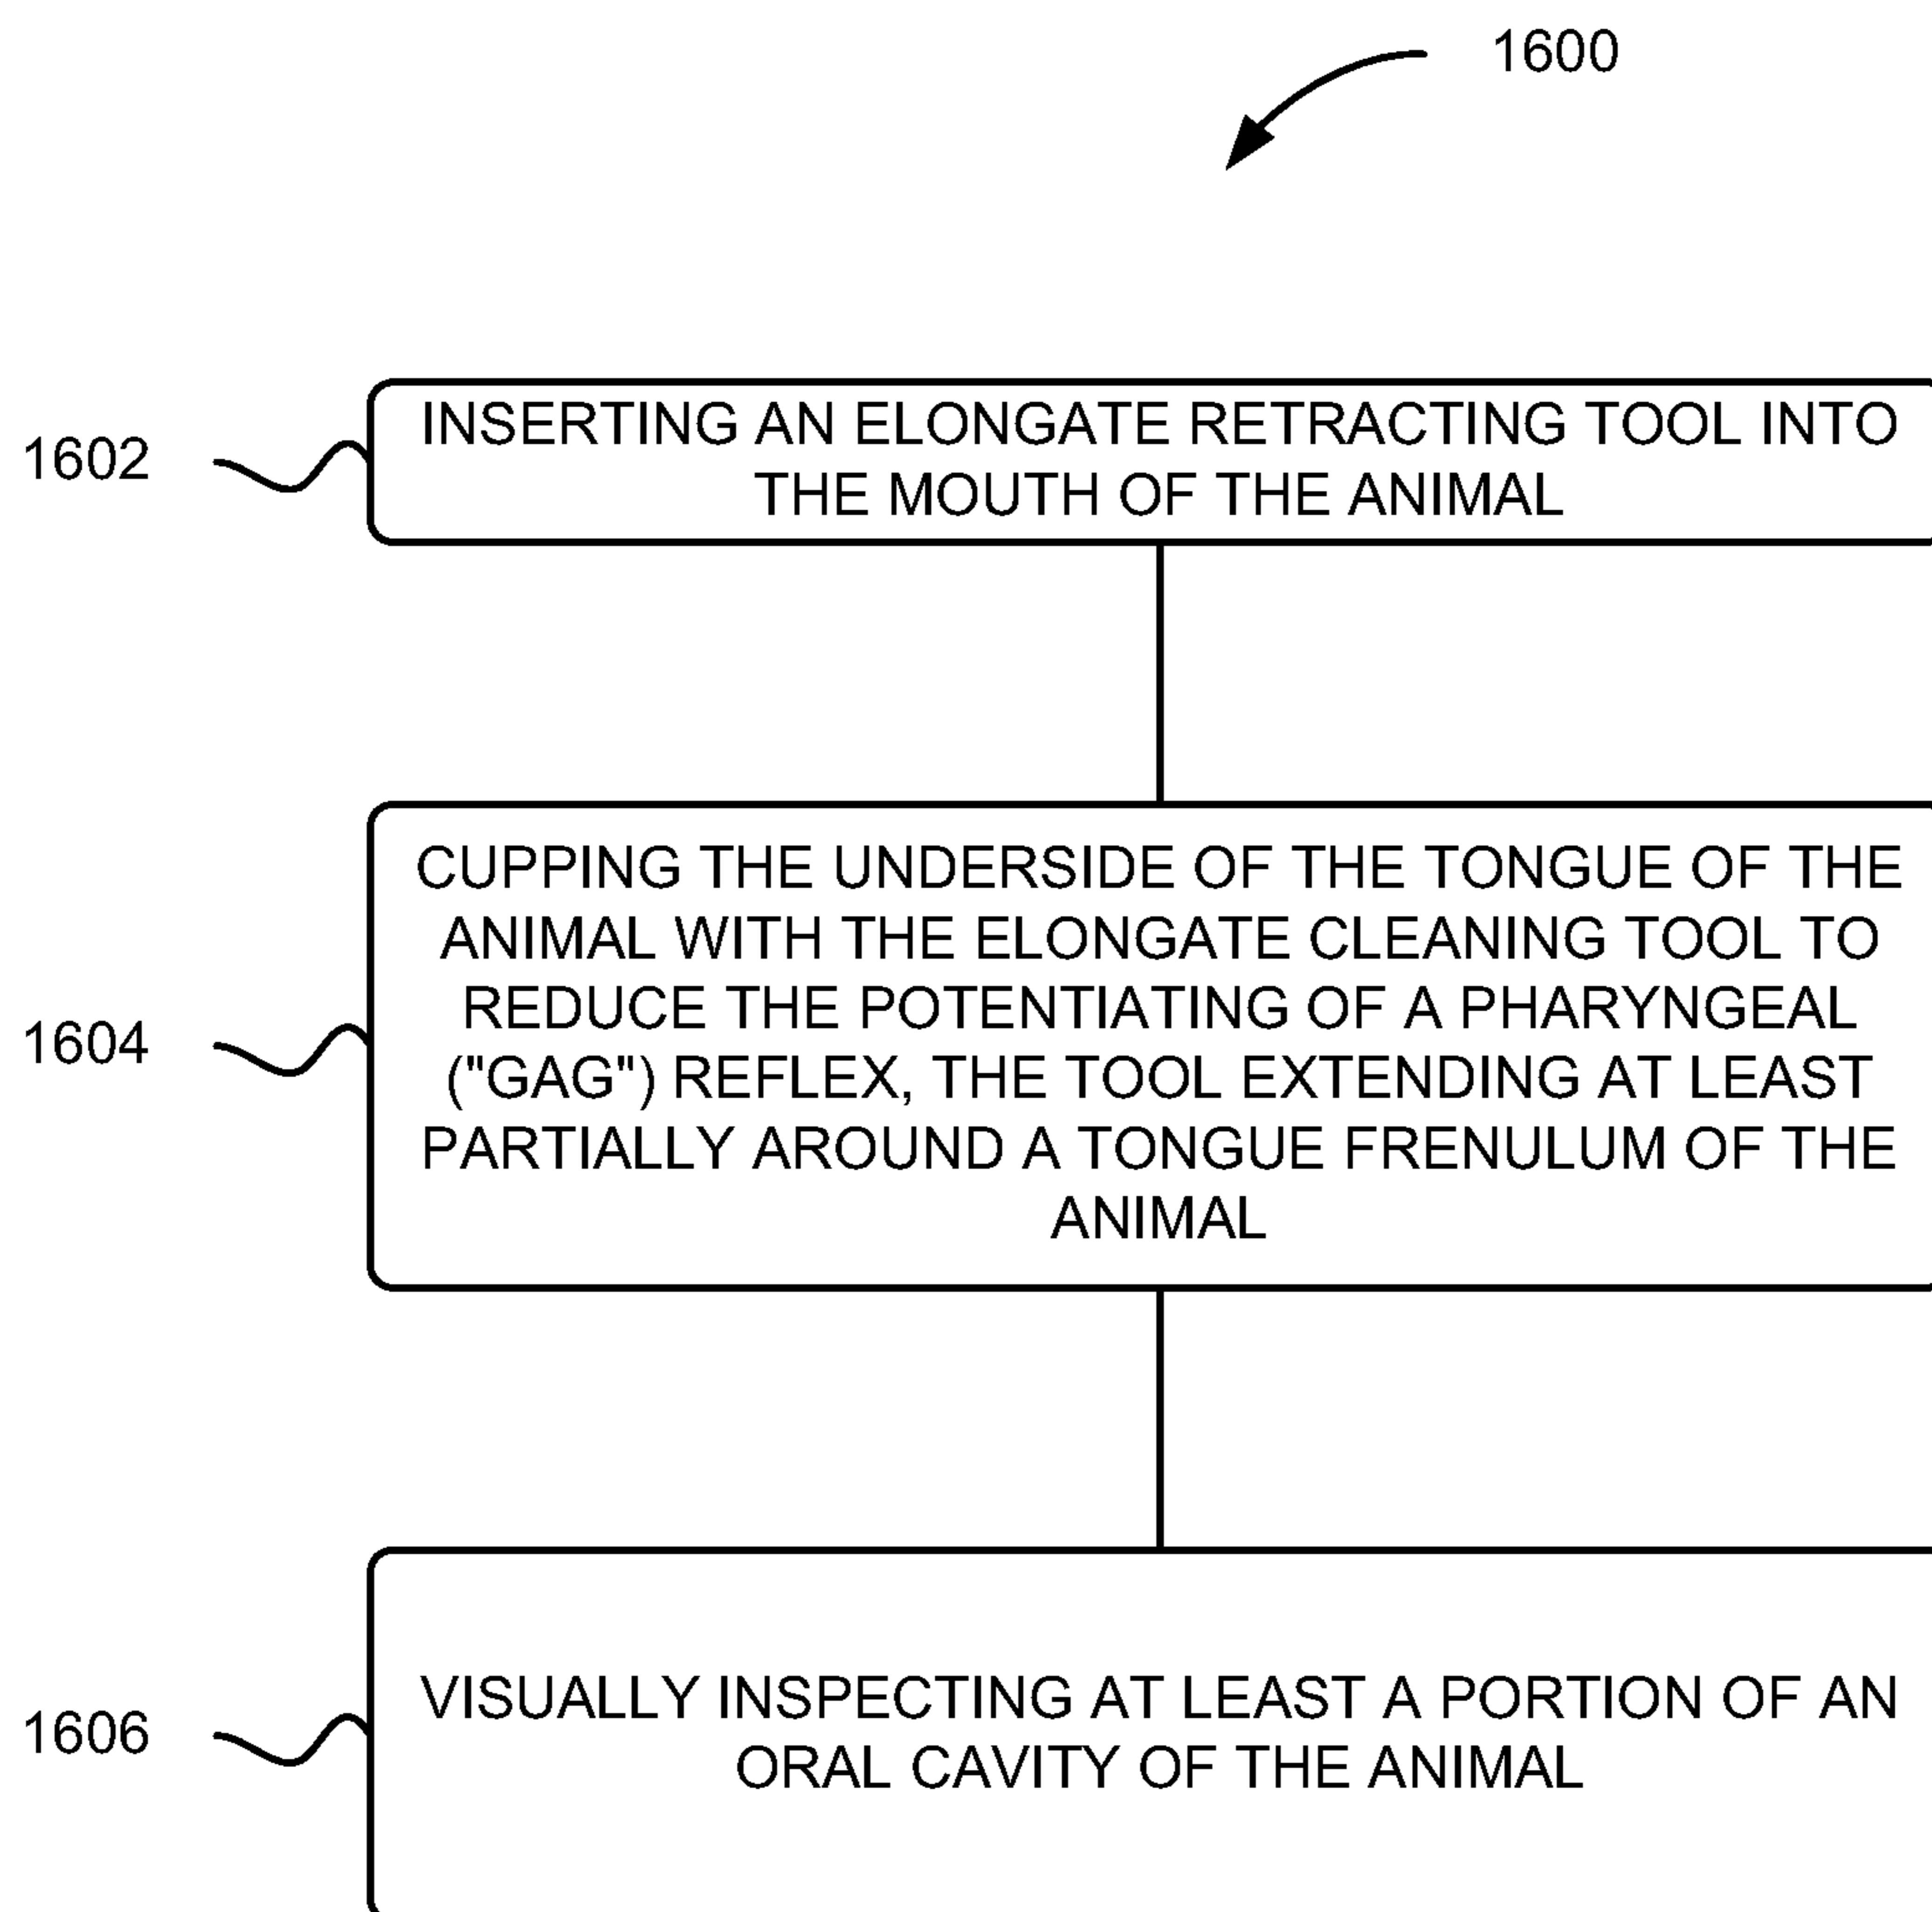 1600
1602
INSERTING AN ELONGATE RETRACTING TOOL INTO
THE MOUTH OF THE ANIMAL
1604
CUPPING THE UNDERSIDE OF THE TONGUE OF THE
ANIMAL WITH THE ELONGATE CLEANING TOOL TO
REDUCE THE POTENTIATING OF A PHARYNGEAL
("GAG") REFLEX, THE TOOL EXTENDING AT LEAST
PARTIALLY AROUND A TONGUE FRENULUM OF THE
ANIMAL
1606
VISUALLY INSPECTING AT LEAST A PORTION OF AN
ORAL CAVITY OF THE ANIMAL